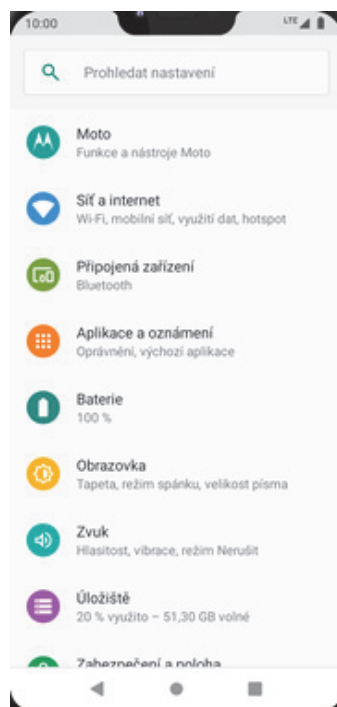 10:00
LTE
Prohledat nastavení
Moto
Funkce a nástroje Moto
Síť a internet
Wi-Fi, mobilní síť, využití dat, hotspot
Připojená zařízení
Bluetooth
Aplikace a oznámení
Oprávnění, výchozí aplikace
Baterie
100 %
Obrazovka
Tapeta, režim spánku, velikost písma
Zvuk
Hlasitost, vibrace, režim Nerušit
Úložiště
20 % využito – 51,30 GB volné
Zabezpečení a poloha